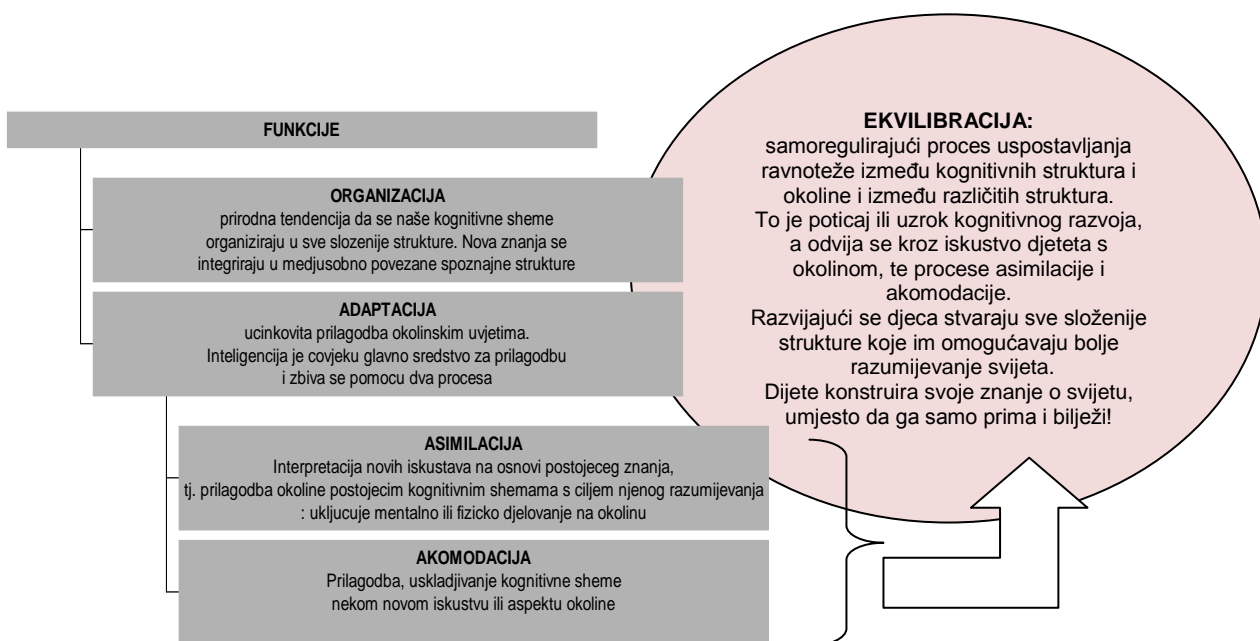 FUNKCIJE
ORGANIZACIJA
prirodna tendencija da se naše kognitivne sheme
organiziraju u sve slozenije strukture. Nova znanja se
integriraju u medjusobno povezane spoznajne strukture
ADAPTACIJA
ucinkovita prilagodba okolinskim uvjetima.
Inteligencija je covjeku glavno sredstvo za prilagodbu
i zbiva se pomocu dva procesa
ASIMILACIJA
Interpretacija novih iskustava na osnovi postojeceg znanja,
tj. prilagodba okoline postojecim kognitivnim shemama s ciljem njenog razumijevanja
: ukljucuje mentalno ili fizicko djelovanje na okolinu
AKOMODACIJA
Prilagodba, uskladjivanje kognitivne sheme
nekom novom iskustvu ili aspektu okoline
EKVILIBRACIJA:
samoregulirajući proces uspostavljanja
ravnoteže između kognitivnih struktura i
okoline i između različitih struktura.
To je poticaj ili uzrok kognitivnog razvoja,
a odvija se kroz iskustvo djeteta s
okolinom, te procese asimilacije i
akomodacije.
Razvijajući se djeca stvaraju sve složenije
strukture koje im omogućavaju bolje
razumijevanje svijeta.
Dijete konstruira svoje znanje o svijetu,
umjesto da ga samo prima i bilježi!